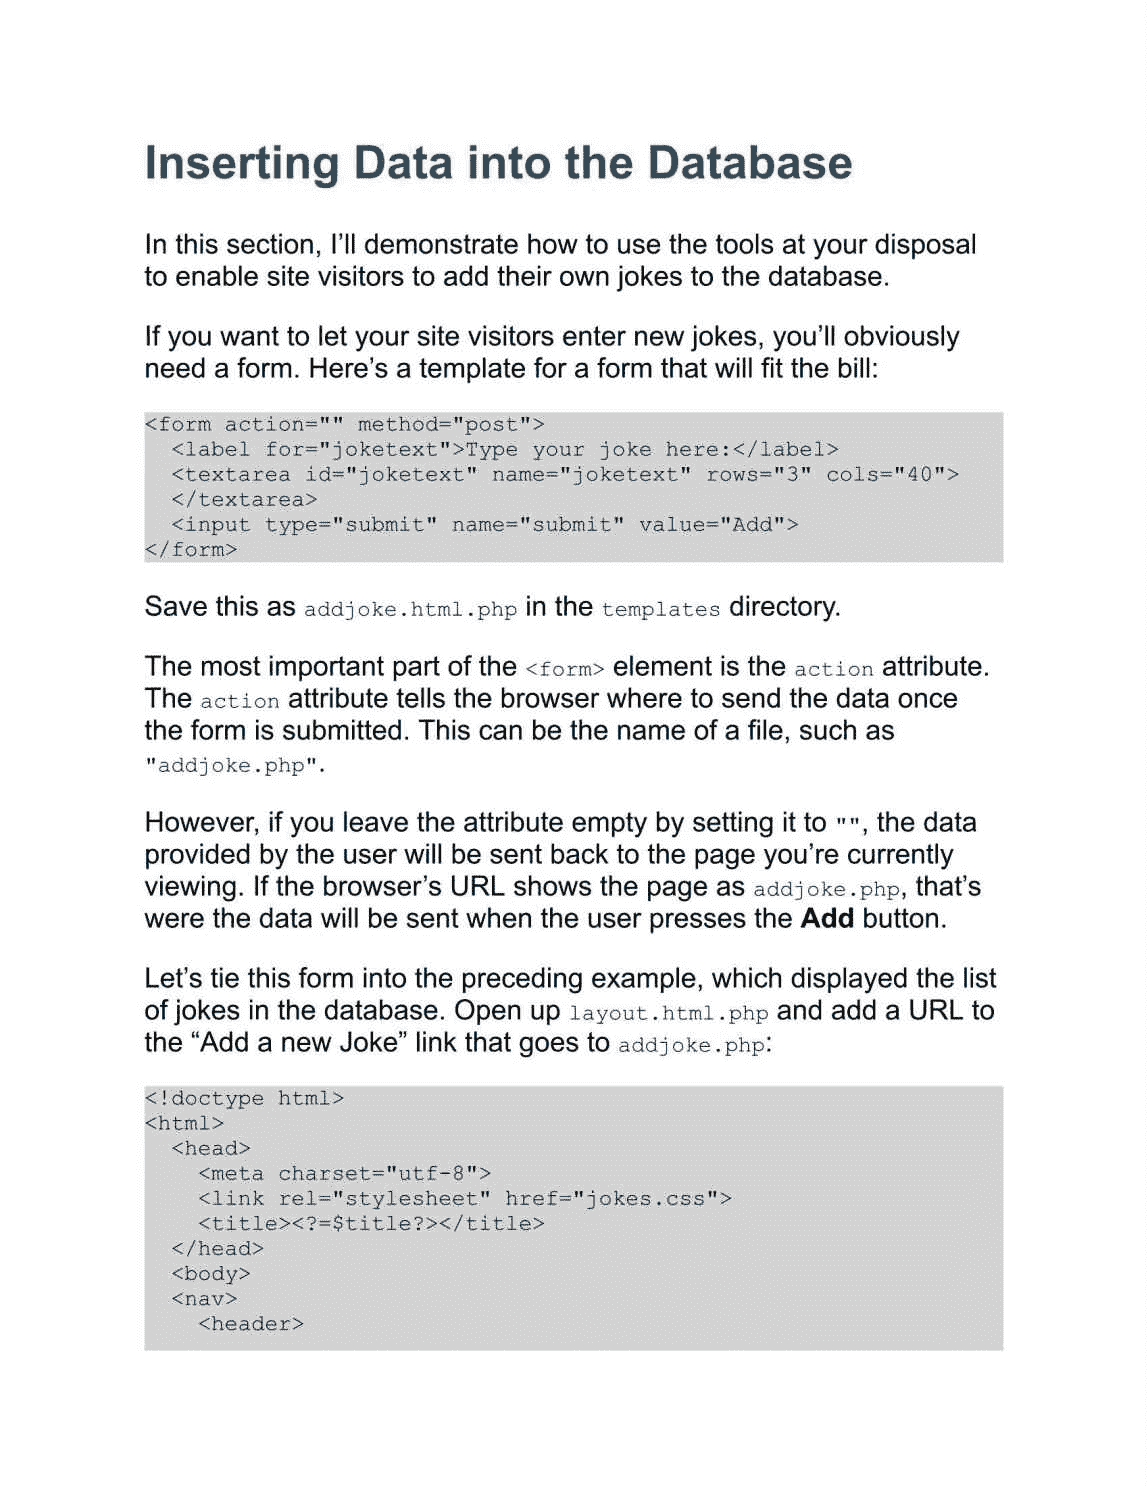 Inserting Data into the Database
In this section, I’ll demonstrate how to use the tools at your disposal
to enable site visitors to add their own jokes to the database.
If you want to let your site visitors enter new jokes, you’ll obviously
need a form. Here’s a template for a form that will fit the bill:
<form action="" method="post">
  <label for="joketext">Type your joke here:</label>
  <textarea id="joketext" name="joketext" rows="3" cols="40">
  </textarea>
  <input type="submit" name="submit" value="Add">
</form>
Save this as addjoke.html.php in the templates directory.
The most important part of the <form> element is the action attribute.
The action attribute tells the browser where to send the data once
the form is submitted. This can be the name of a file, such as
"addjoke.php".
However, if you leave the attribute empty by setting it to "", the data
provided by the user will be sent back to the page you’re currently
viewing. If the browser’s URL shows the page as addjoke.php, that’s
were the data will be sent when the user presses the Add button.
Let’s tie this form into the preceding example, which displayed the list
of jokes in the database. Open up layout.html.php and add a URL to
the “Add a new Joke” link that goes to addjoke.php:
<!doctype html>
<html>
  <head>
    <meta charset="utf-8">
    <link rel="stylesheet" href="jokes.css">
    <title><?=$title?></title>
  </head>
  <body>
  <nav>
    <header>